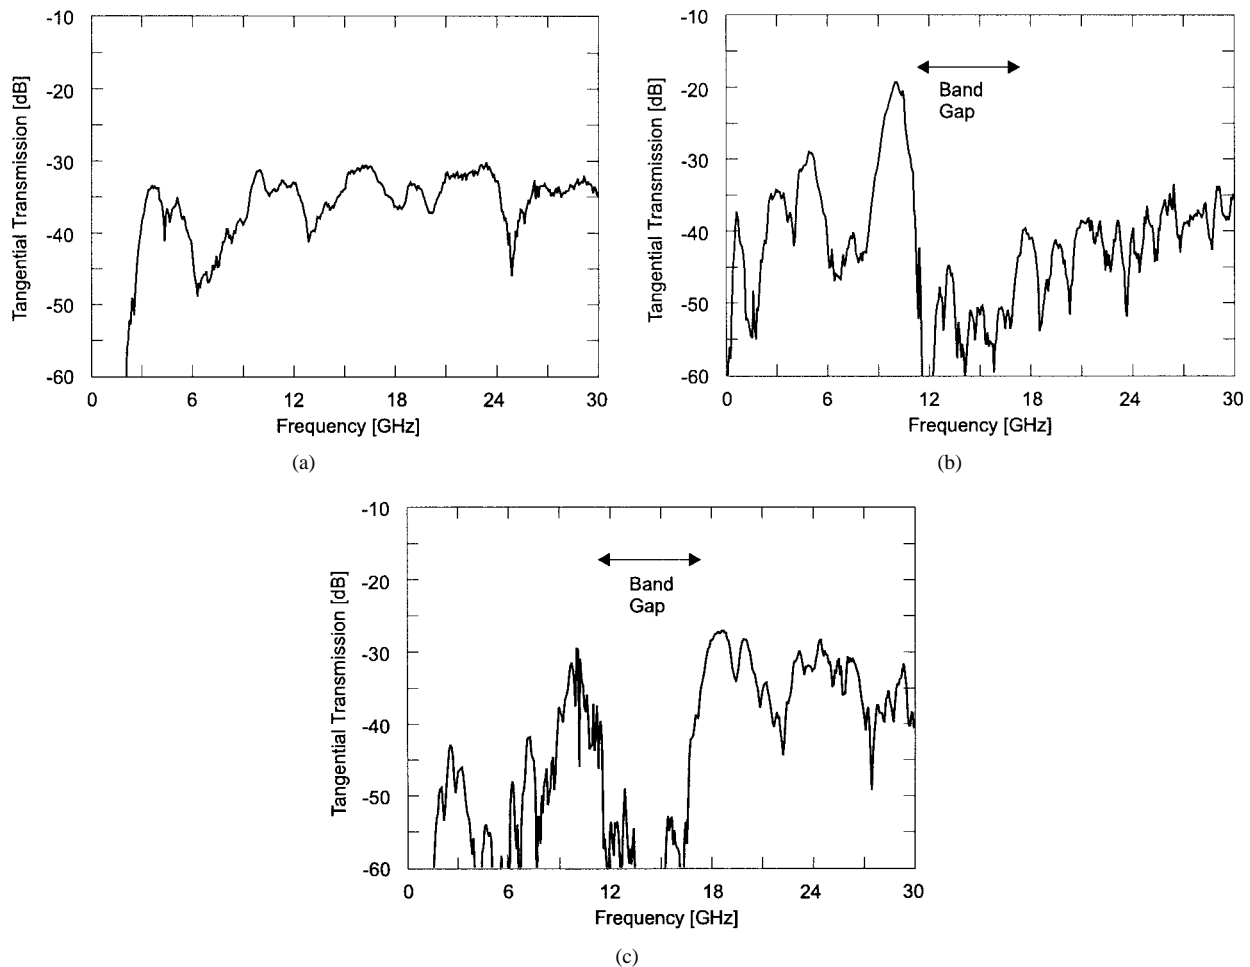 -10
-20
-30
-40
-50
-60
Tangential Transmission [dB]
0 6 12 18 24 30
Frequency [GHz]
(a)
-10
-20
-30
-40
-50
-60
Tangential Transmission [dB]
Band
Gap
0 6 12 18 24 30
Frequency [GHz]
(b)
-10
-20
-30
-40
-50
-60
Tangential Transmission [dB]
Band
Gap
0 6 12 18 24 30
Frequency [GHz]
(c)